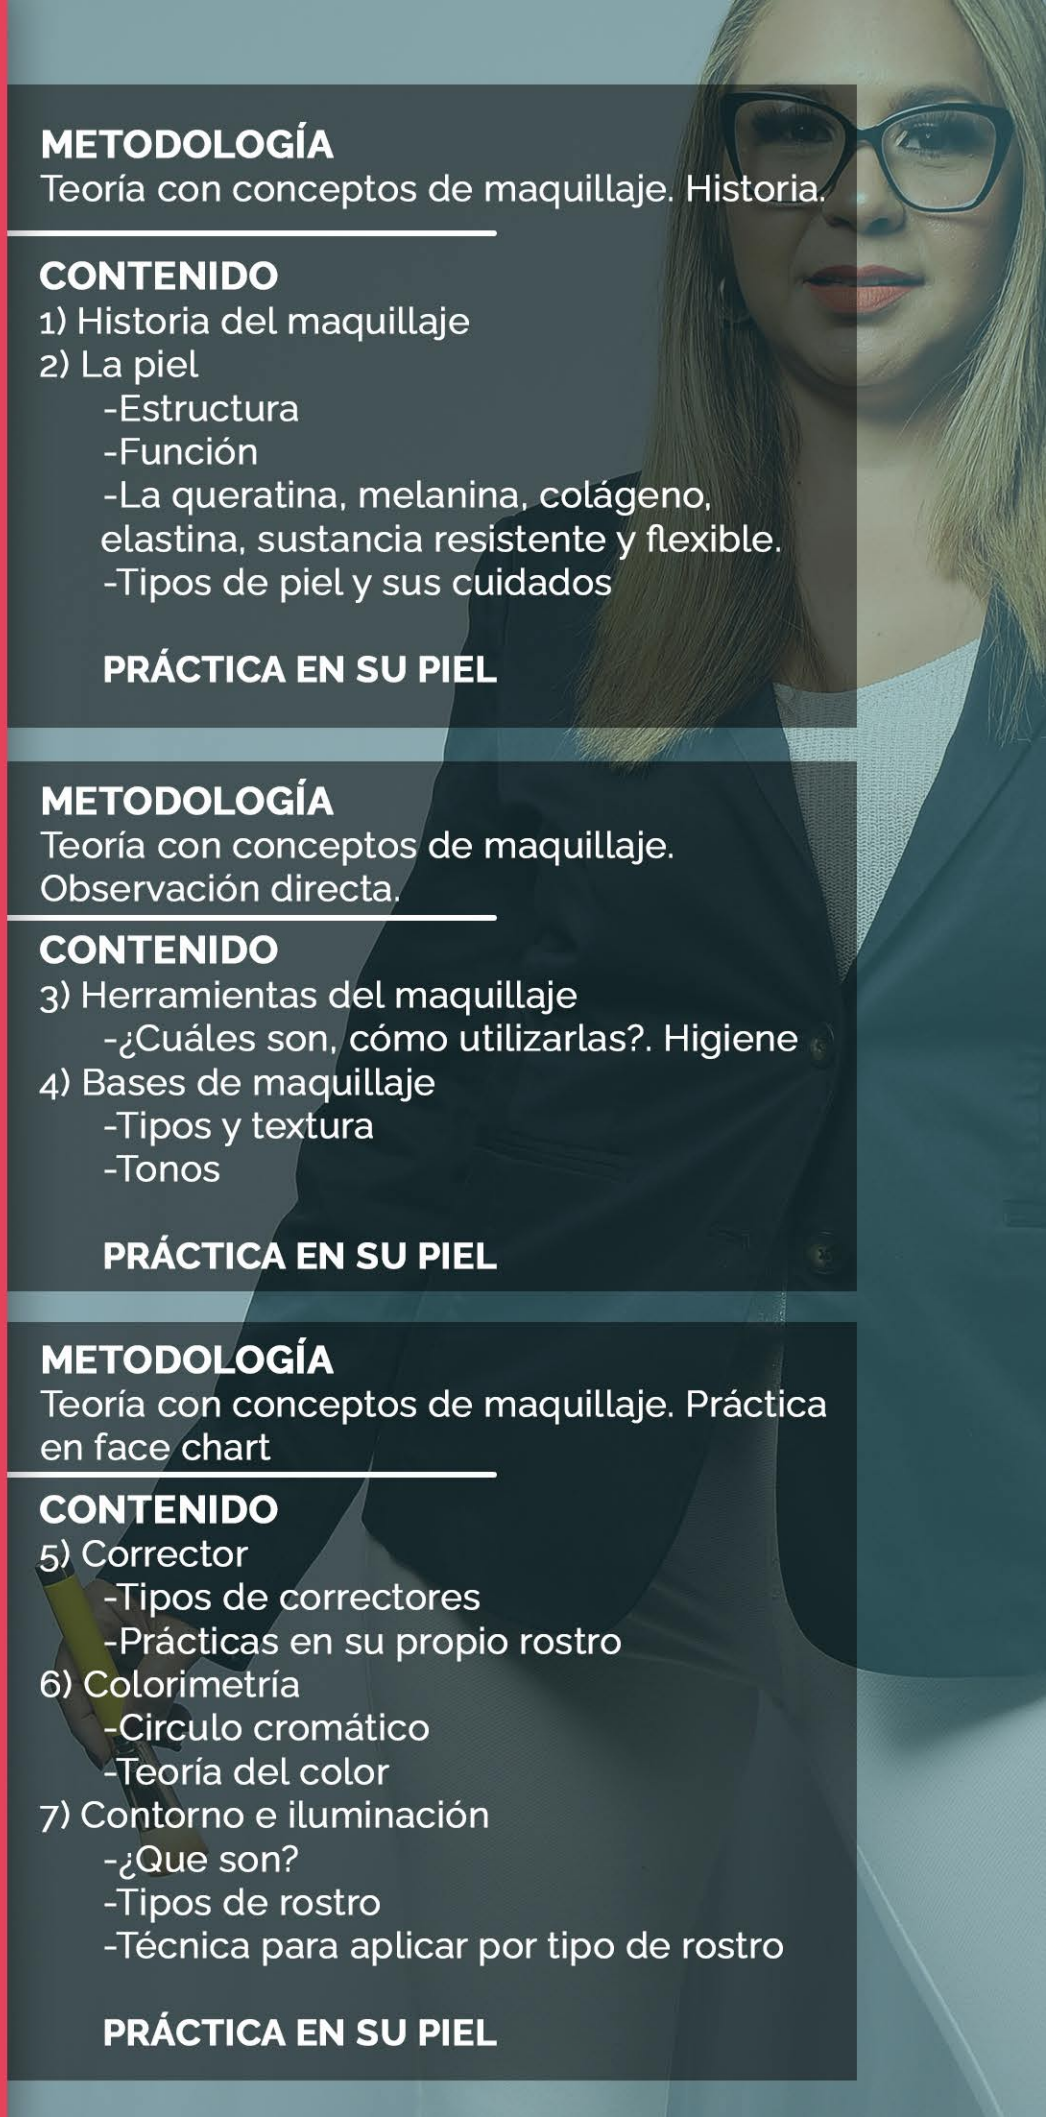 METODOLOGÍA
Teoría con conceptos de maquillaje. Historia.
CONTENIDO
1) Historia del maquillaje
2) La piel
-Estructura
-Función
-La queratina, melanina, colágeno,
elastina, sustancia resistente y flexible.
-Tipos de piel y sus cuidados
PRÁCTICA EN SU PIEL
METODOLOGÍA
Teoría con conceptos de maquillaje.
Observación directa.
CONTENIDO
3) Herramientas del maquillaje
-¿Cuáles son, cómo utilizarlas?. Higiene
4) Bases de maquillaje
-Tipos y textura
-Tonos
PRÁCTICA EN SU PIEL
METODOLOGÍA
Teoría con conceptos de maquillaje. Práctica
en face chart
CONTENIDO
5) Corrector
-Tipos de correctores
-Prácticas en su propio rostro
6) Colorimetría
-Circulo cromático
-Teoría del color
7) Contorno e iluminación
-¿Que son?
-Tipos de rostro
-Técnica para aplicar por tipo de rostro
PRÁCTICA EN SU PIEL